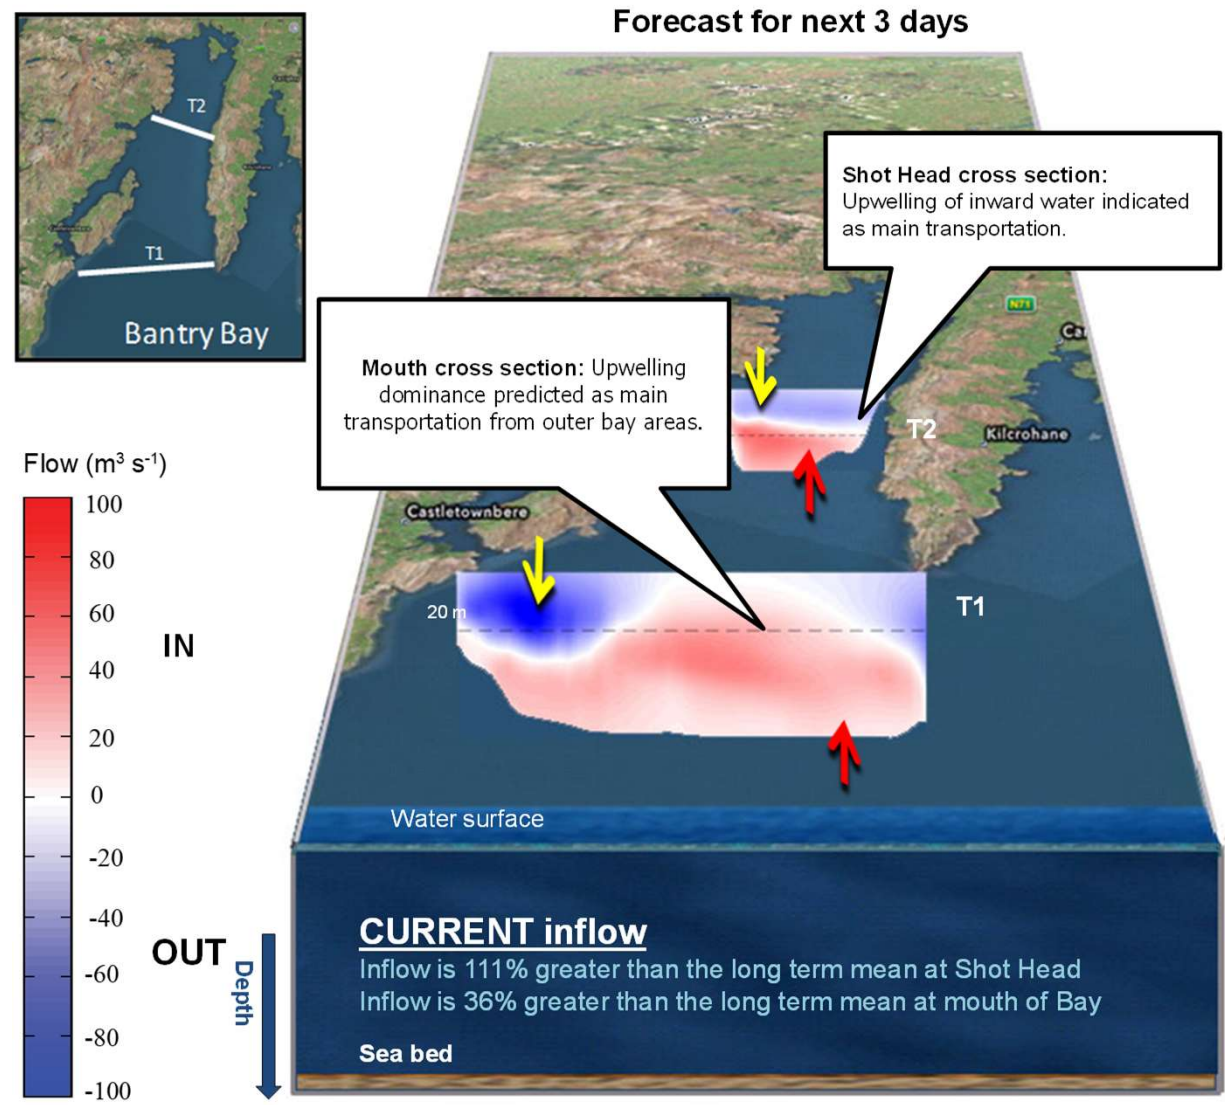 Forecast for next 3 days
T2
T1
Bantry Bay
Shot Head cross section:
Upwelling of inward water indicated
as main transportation.
N71
Mouth cross section: Upwelling
dominance predicted as main
transportation from outer bay areas.
T2
Kilcrohane
Castletownbere
20 m
T1
Flow (m³ s⁻¹)
100
80
60
IN
40
20
0
-20
-40
OUT
-60
-80
-100
Depth
Water surface
CURRENT inflow
Inflow is 111% greater than the long term mean at Shot Head
Inflow is 36% greater than the long term mean at mouth of Bay
Sea bed